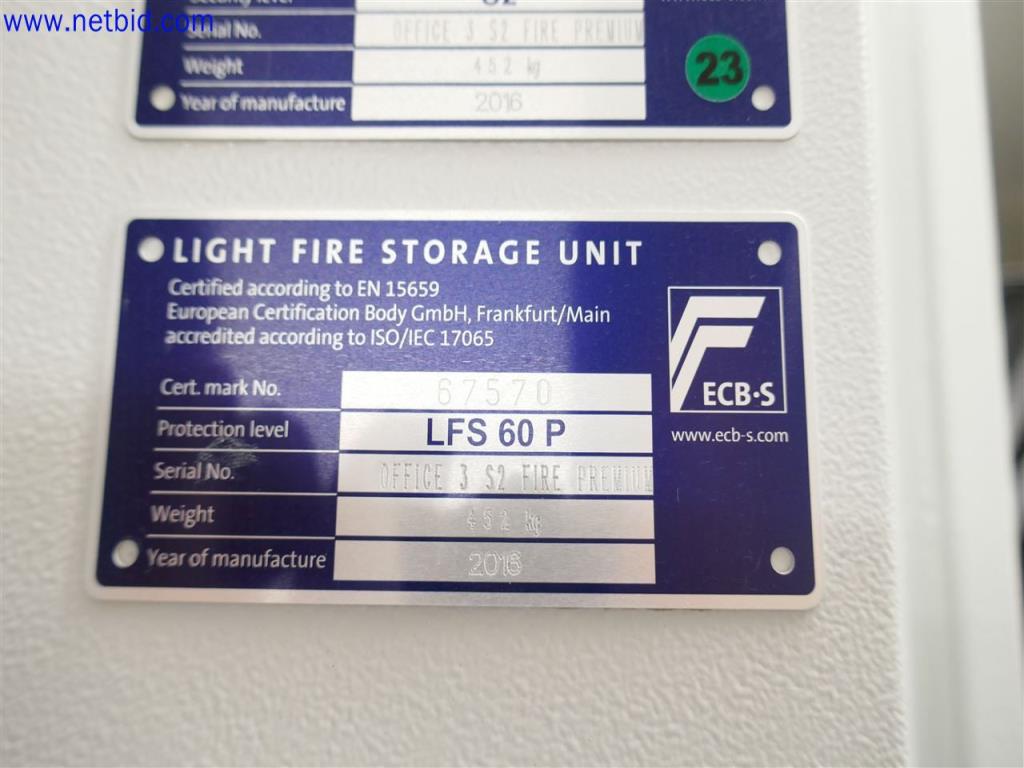 www.netbid.com
Security level S2
Serial No. OFFICE 3 S2 FIRE PREMIUM
Weight 452 kg
23
Year of manufacture 2016
LIGHT FIRE STORAGE UNIT
Certified according to EN 15659
European Certification Body GmbH, Frankfurt/Main
accredited according to ISO/IEC 17065
Cert. mark No. 67570
ECB·S
Protection level LFS 60 P
www.ecb-s.com
Serial No. OFFICE 3 S2 FIRE PREMIUM
Weight 452 kg
Year of manufacture 2016